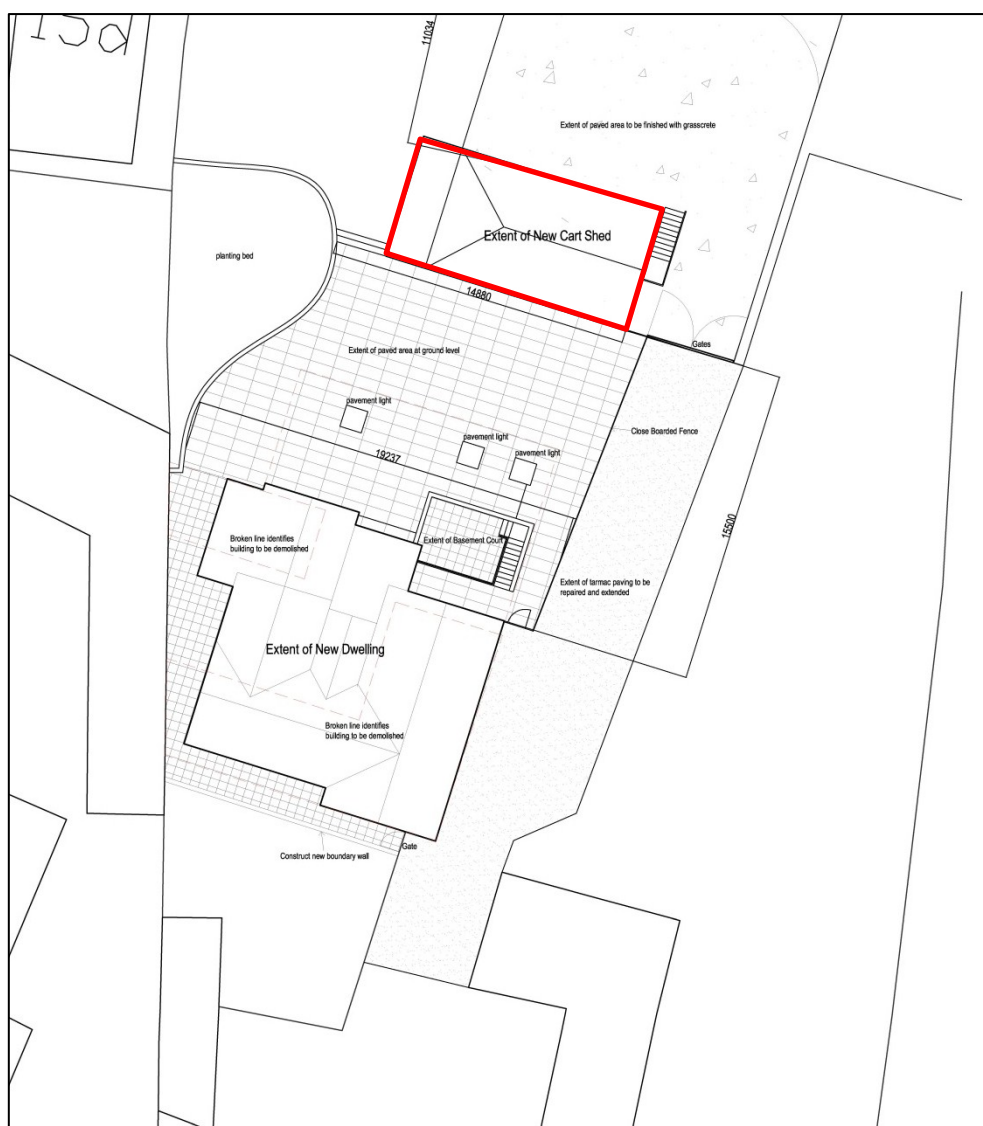 11034
Extent of paved area to be finished with grasscrete
Extent of New Cart Shed
planting bed
14880
Extent of paved area at ground level
Gates
pavement light
Close Boarded Fence
pavement light
pavement light
19237
15500
Broken line identifies
building to be demolished
Extent of Basement Court
Extent of tarmac paving to be
repaired and extended
Extent of New Dwelling
Broken line identifies
building to be demolished
Gate
Construct new boundary wall